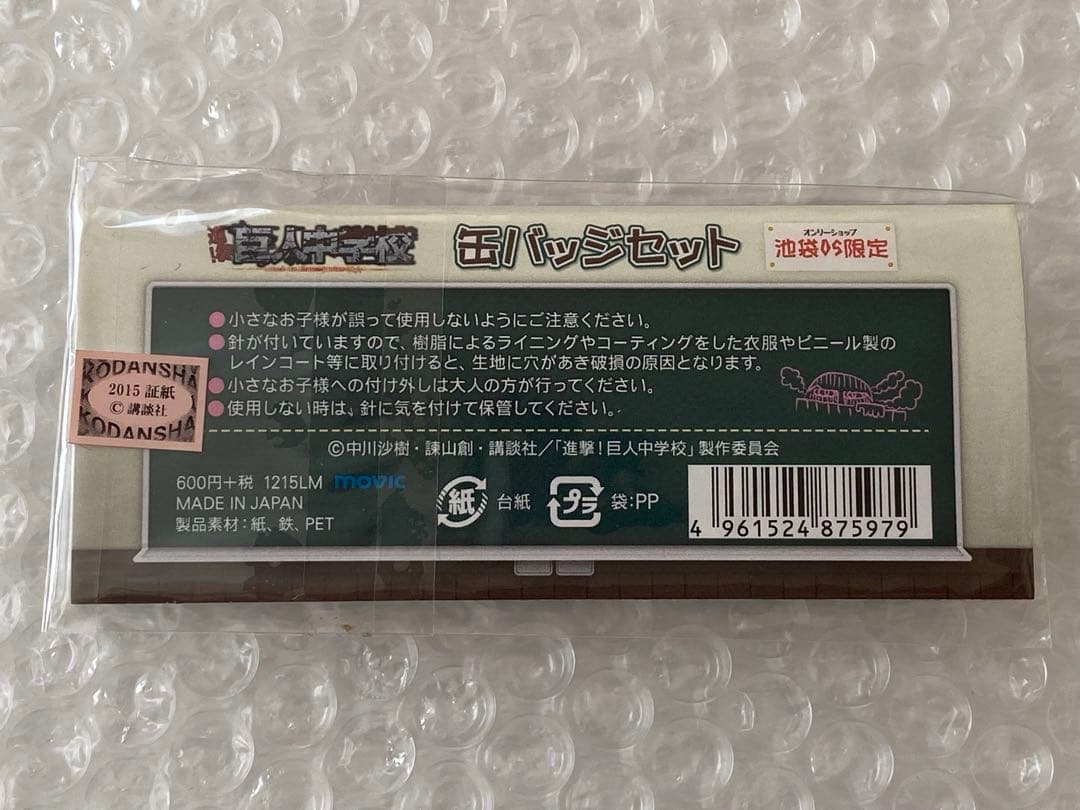 進撃!
巨人中学校
缶バッジセット
オンリーショップ
池袋OS限定
●小さなお子様が誤って使用しないようにご注意ください。
●針が付いていますので、樹脂によるライニングやコーティングをした衣服やビニール製の
レインコート等に取り付けると、生地に穴があき破損の原因となります。
●小さなお子様への付け外しは大人の方が行ってください。
●使用しない時は、針に気を付けて保管してください。
©中川沙樹・諫山創・講談社/「進撃!巨人中学校」製作委員会
600円+税 1215LM movic
MADE IN JAPAN
製品素材:紙、鉄、PET
紙 台紙 プラ 袋:PP
4 961524 875979
KODANSHA
2015 証紙
© 講談社
KODANSHA